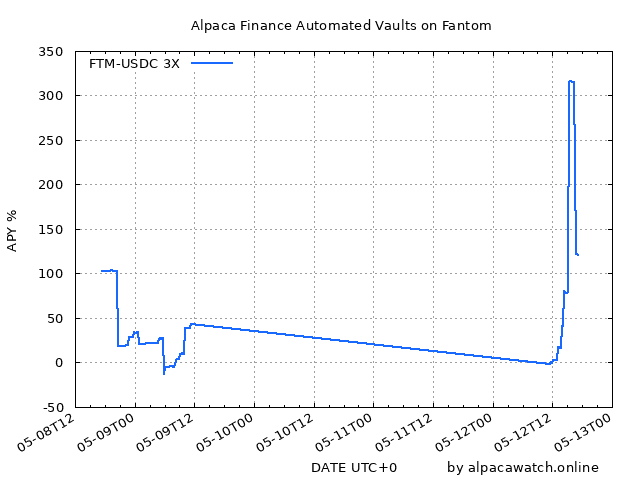 Alpaca Finance Automated Vaults on Fantom
FTM-USDC 3X
APY %
350
300
250
200
150
100
50
0
-50
05-08T12
05-09T00
05-09T12
05-10T00
05-10T12
05-11T00
05-11T12
05-12T00
05-12T12
05-13T00
DATE UTC+0
by alpacawatch.online